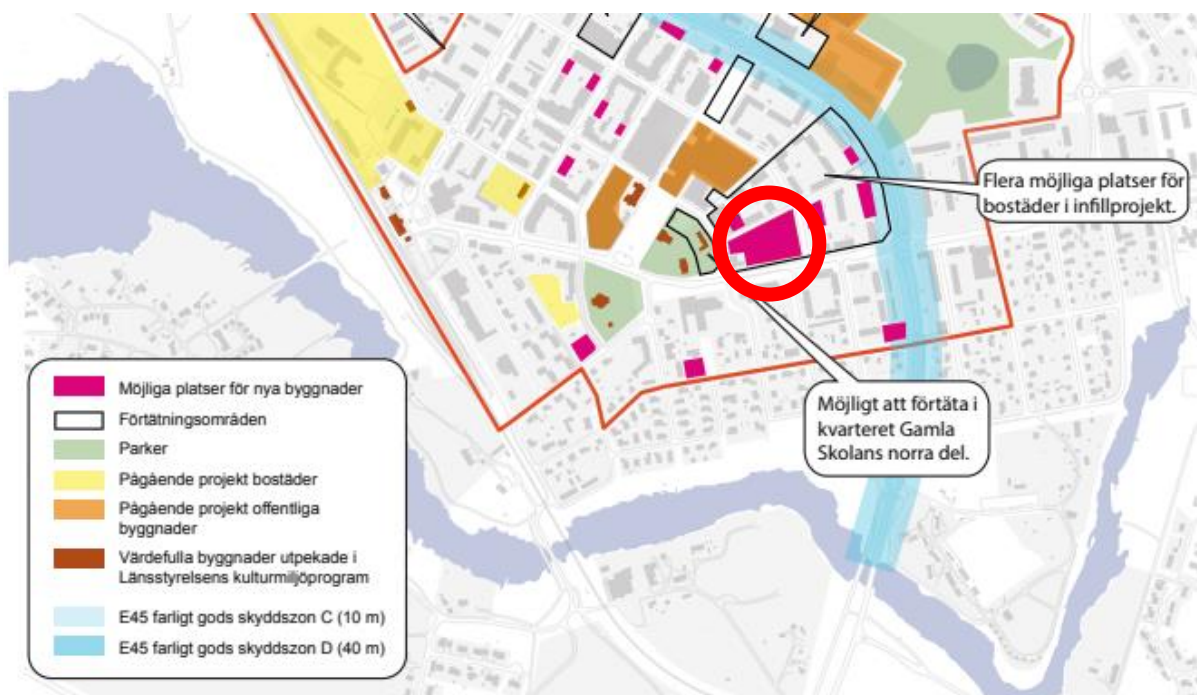 Flera möjliga platser för
bostäder i infillprojekt.
Möjligt att förtäta i
kvarteret Gamla
Skolans norra del.
Möjliga platser för nya byggnader
Förtätningsområden
Parker
Pågående projekt bostäder
Pågående projekt offentliga
byggnader
Värdefulla byggnader utpekade i
Länsstyrelsens kulturmiljöprogram
E45 farligt gods skyddszon C (10 m)
E45 farligt gods skyddszon D (40 m)